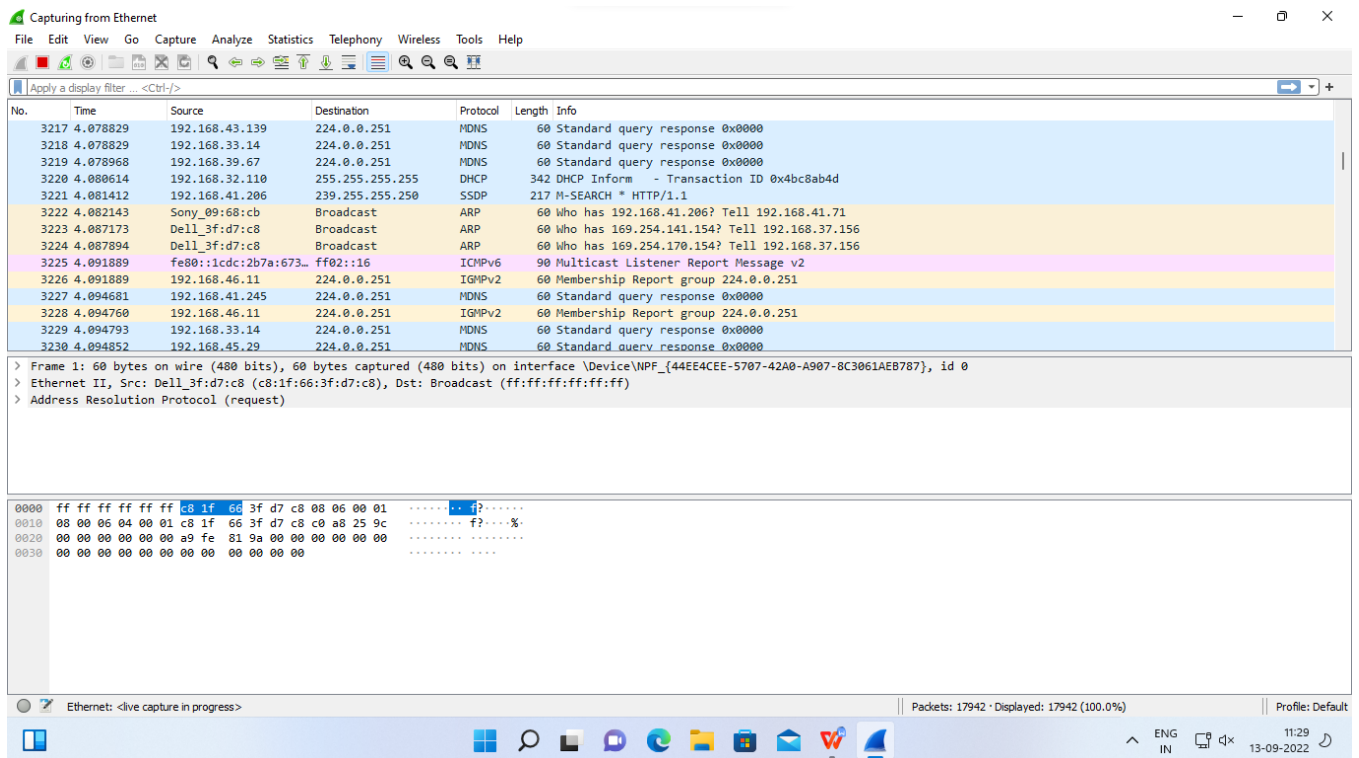 Capturing from Ethernet
File Edit View Go Capture Analyze Statistics Telephony Wireless Tools Help
Apply a display filter ... <Ctrl-/>
No. Time Source Destination Protocol Length Info
3217 4.078829 192.168.43.139 224.0.0.251 MDNS 60 Standard query response 0x0000
3218 4.078829 192.168.33.14 224.0.0.251 MDNS 60 Standard query response 0x0000
3219 4.078968 192.168.39.67 224.0.0.251 MDNS 60 Standard query response 0x0000
3220 4.080614 192.168.32.110 255.255.255.255 DHCP 342 DHCP Inform - Transaction ID 0x4bc8ab4d
3221 4.081412 192.168.41.206 239.255.255.250 SSDP 217 M-SEARCH * HTTP/1.1
3222 4.082143 Sony_09:68:cb Broadcast ARP 60 Who has 192.168.41.206? Tell 192.168.41.71
3223 4.087173 Dell_3f:d7:c8 Broadcast ARP 60 Who has 169.254.141.154? Tell 192.168.37.156
3224 4.087894 Dell_3f:d7:c8 Broadcast ARP 60 Who has 169.254.170.154? Tell 192.168.37.156
3225 4.091889 fe80::1cdc:2b7a:673… ff02::16 ICMPv6 90 Multicast Listener Report Message v2
3226 4.091889 192.168.46.11 224.0.0.251 IGMPv2 60 Membership Report group 224.0.0.251
3227 4.094681 192.168.41.245 224.0.0.251 MDNS 60 Standard query response 0x0000
3228 4.094760 192.168.46.11 224.0.0.251 IGMPv2 60 Membership Report group 224.0.0.251
3229 4.094793 192.168.33.14 224.0.0.251 MDNS 60 Standard query response 0x0000
3230 4.094852 192.168.45.29 224.0.0.251 MDNS 60 Standard query response 0x0000
> Frame 1: 60 bytes on wire (480 bits), 60 bytes captured (480 bits) on interface \Device\NPF_{44EE4CEE-5707-42A0-A907-8C3061AEB787}, id 0
> Ethernet II, Src: Dell_3f:d7:c8 (c8:1f:66:3f:d7:c8), Dst: Broadcast (ff:ff:ff:ff:ff:ff)
> Address Resolution Protocol (request)
0000 ff ff ff ff ff ff c8 1f 66 3f d7 c8 08 06 00 01 ········ f?······
0010 08 00 06 04 00 01 c8 1f 66 3f d7 c8 c0 a8 25 9c ········ f?····%·
0020 00 00 00 00 00 00 a9 fe 81 9a 00 00 00 00 00 00 ········ ········
0030 00 00 00 00 00 00 00 00 00 00 00 00 ········ ····
Ethernet: <live capture in progress> Packets: 17942 · Displayed: 17942 (100.0%) Profile: Default
ENG
IN
11:29
13-09-2022